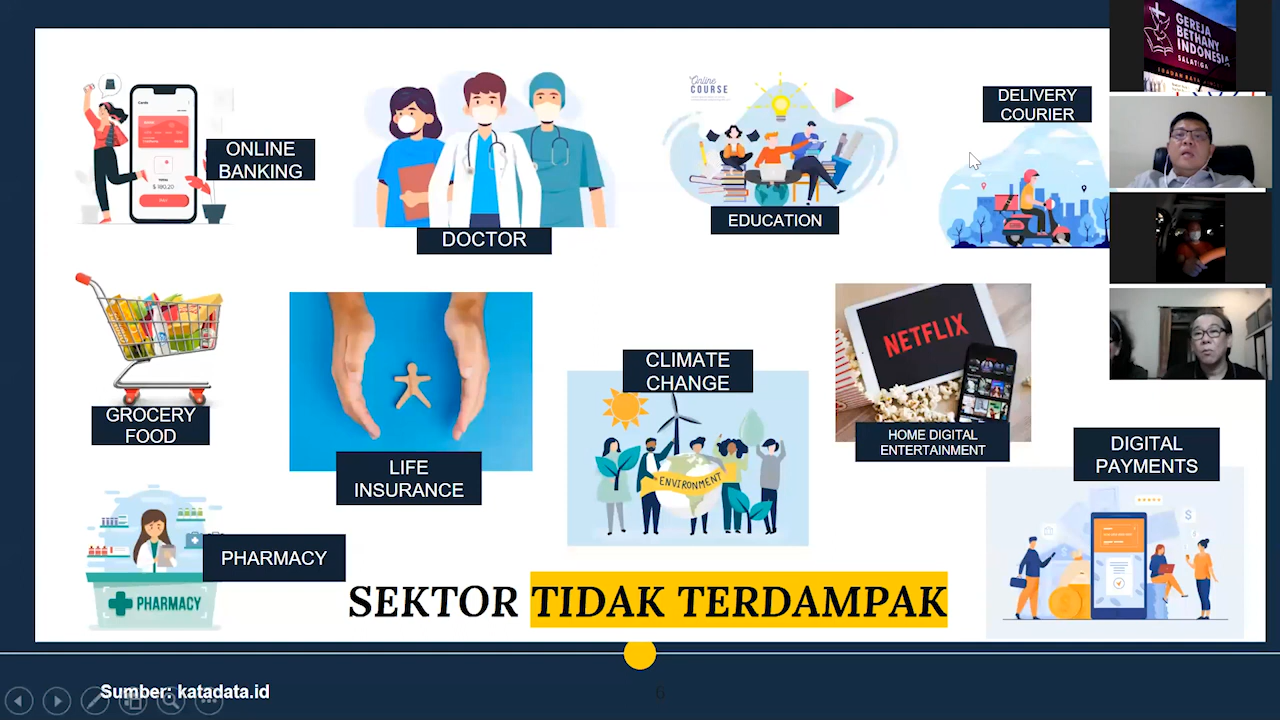 ONLINE
BANKING
DOCTOR
Online
COURSE
EDUCATION
DELIVERY
COURIER
GEREJA
BETHANY
INDONESIA
SALATIGA
GROCERY
FOOD
LIFE
INSURANCE
CLIMATE
CHANGE
ENVIRONMENT
NETFLIX
HOME DIGITAL
ENTERTAINMENT
DIGITAL
PAYMENTS
PHARMACY
PHARMACY
SEKTOR TIDAK TERDAMPAK
Sumber: katadata.id
6